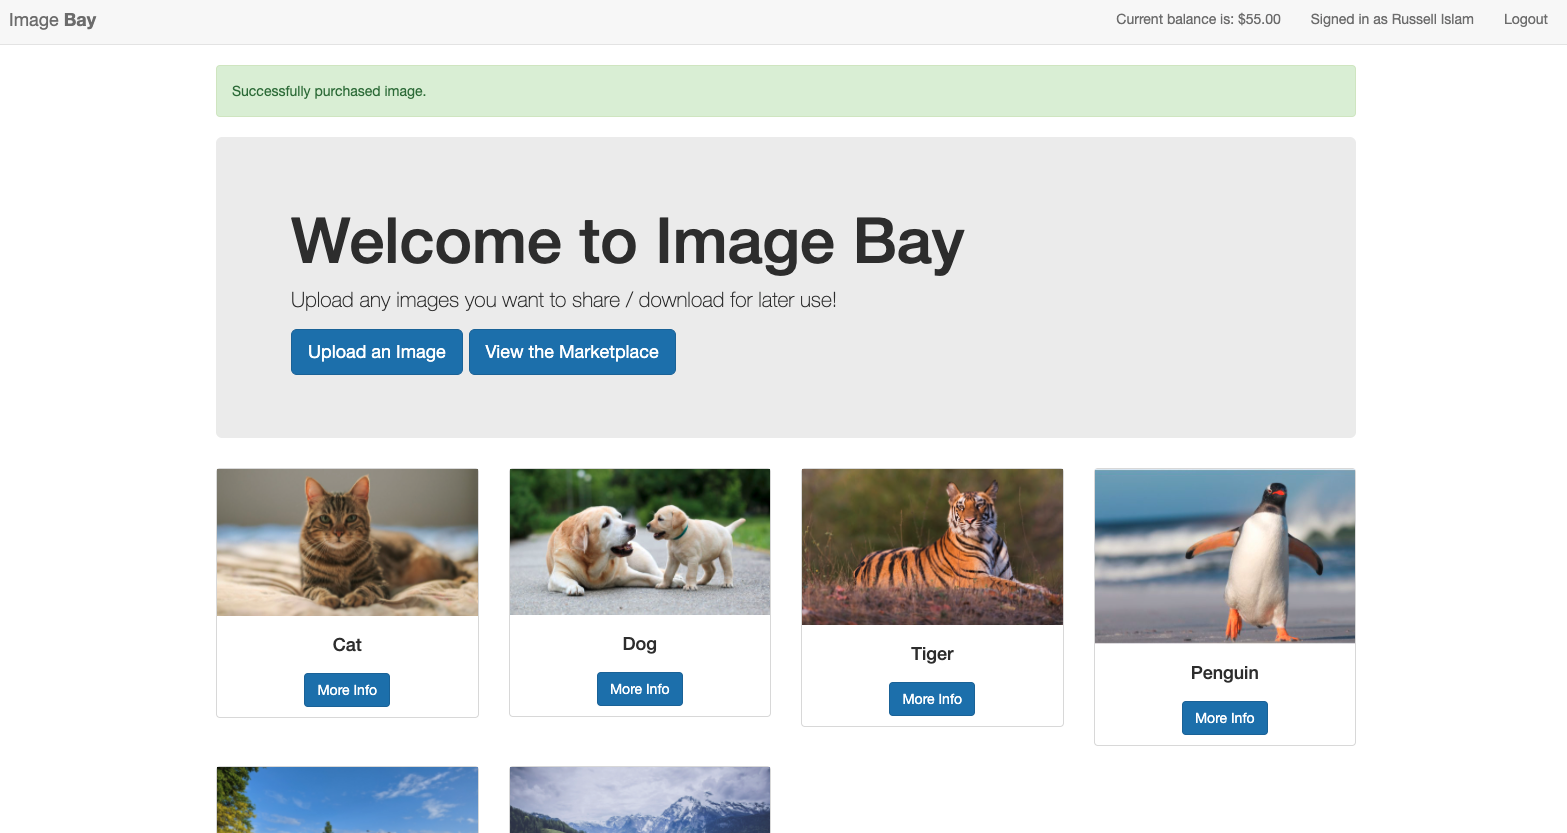 Image Bay
Current balance is: $55.00
Signed in as Russell Islam
Logout
Successfully purchased image.
Welcome to Image Bay
Upload any images you want to share / download for later use!
Upload an Image
View the Marketplace
Cat
More Info
Dog
More Info
Tiger
More Info
Penguin
More Info